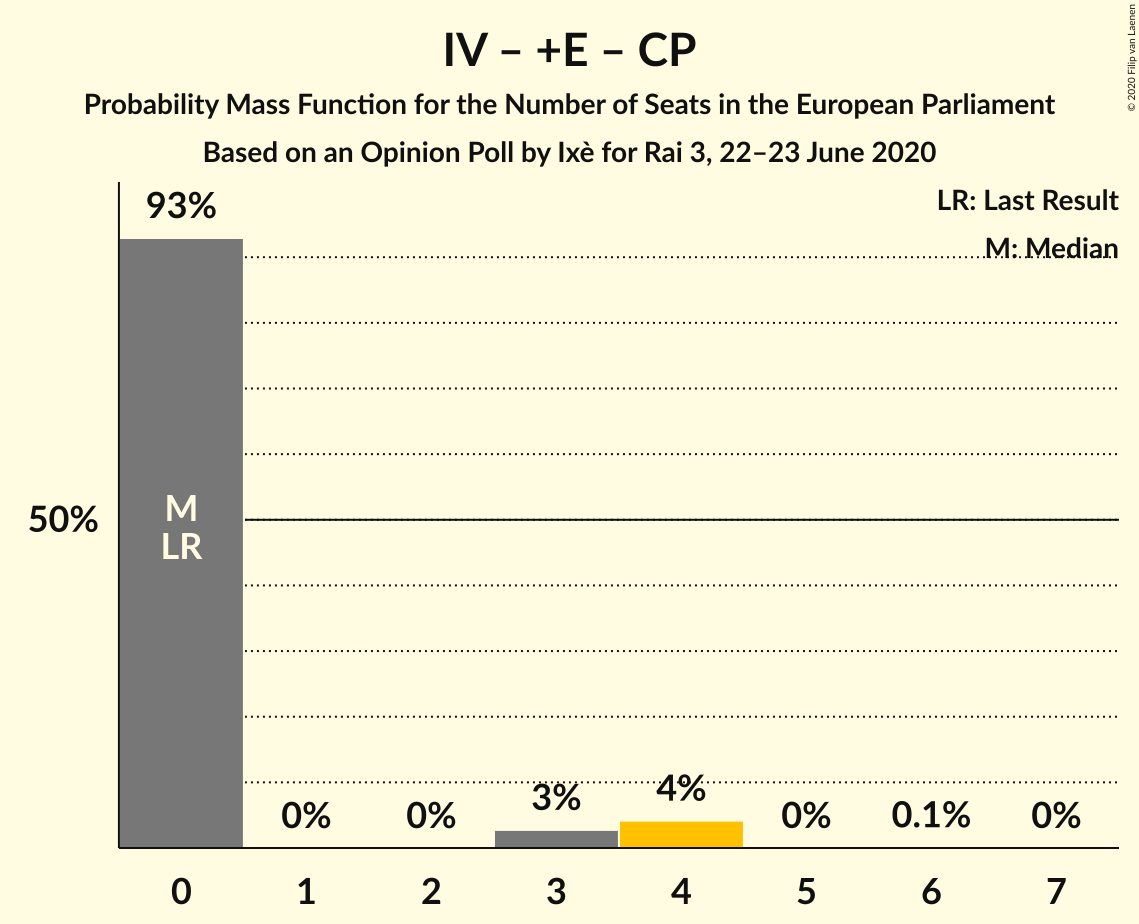 IV – +E – CP
Probability Mass Function for the Number of Seats in the European Parliament
Based on an Opinion Poll by Ixè for Rai 3, 22–23 June 2020
© 2020 Filip van Laenen
LR: Last Result
M: Median
93%
M
LR
50%
0%
0%
3%
4%
0%
0.1%
0%
0 1 2 3 4 5 6 7